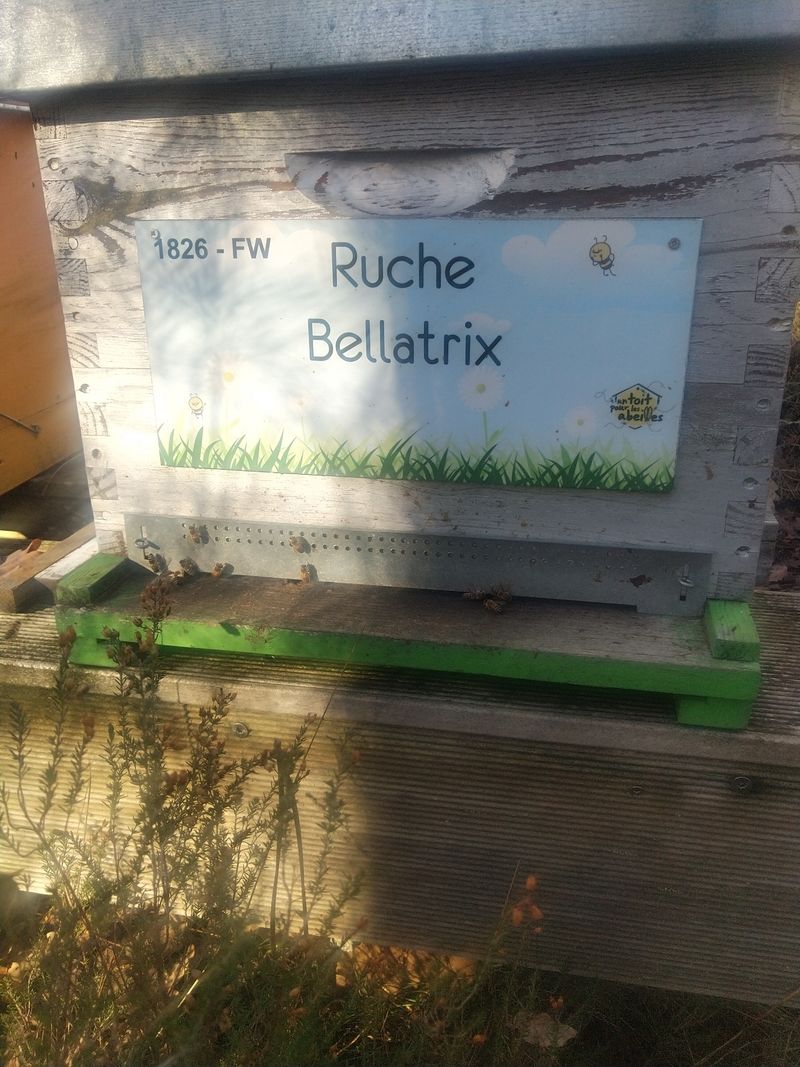 1826 - FW
Ruche
Bellatrix
un toit
pour les
abeilles